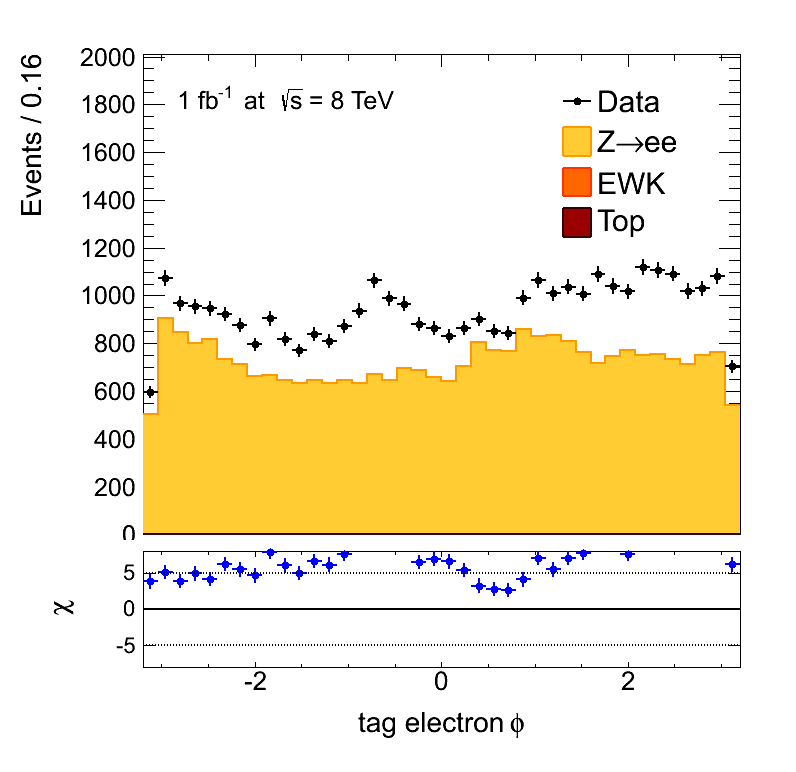 Events / 0.16
2000
1800
1600
1400
1200
1000
800
600
400
200
0
1 fb⁻¹ at √s = 8 TeV
Data
Z→ee
EWK
Top
χ
5
0
-5
-2 0 2
tag electron ϕ